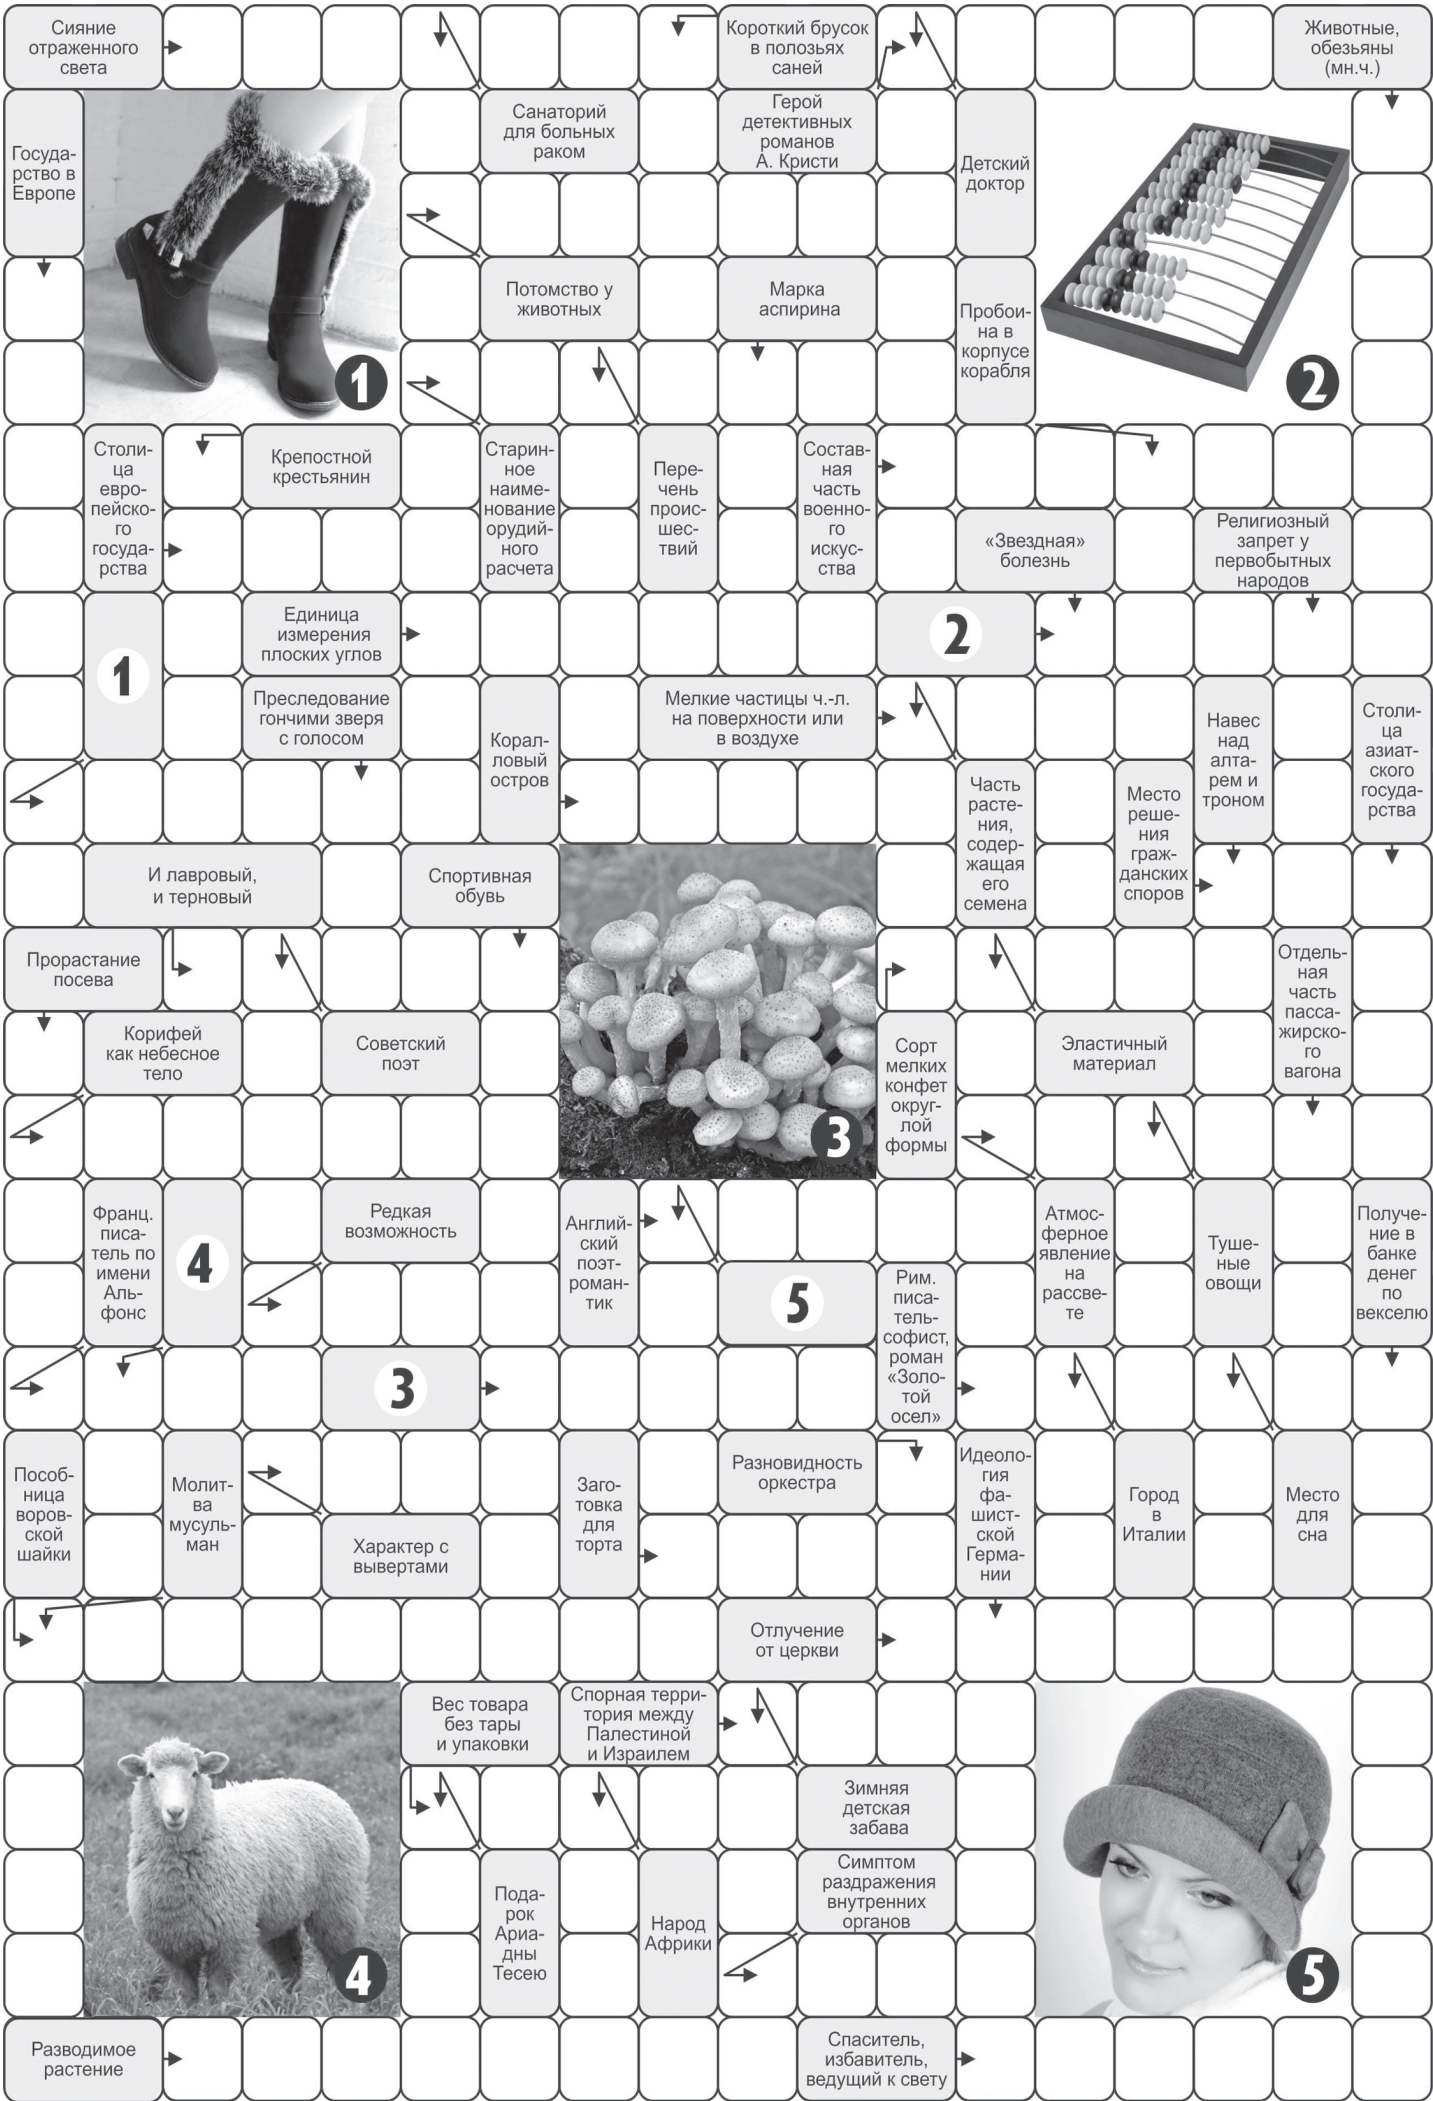 Сияние
отраженного
света
Короткий брусок
в полозьях
саней
Животные,
обезьяны
(мн.ч.)
Госуда-
рство в
Европе
Санаторий
для больных
раком
Герой
детективных
романов
А. Кристи
Детский
доктор
Потомство у
животных
Марка
аспирина
Пробои-
на в
корпусе
корабля
1
2
Столи-
ца
евро-
пейско-
го
госуда-
рства
Крепостной
крестьянин
Старин-
ное
наиме-
нование
орудий-
ного
расчета
Пере-
чень
проис-
шес-
твий
Состав-
ная
часть
военно-
го
искус-
ства
«Звездная»
болезнь
Религиозный
запрет у
первобытных
народов
1
Единица
измерения
плоских углов
2
Преследование
гончими зверя
с голосом
Корал-
ловый
остров
Мелкие частицы ч.-л.
на поверхности или
в воздухе
Навес
над
алта-
рем и
троном
Столи-
ца
азиат-
ского
госуда-
рства
Часть
расте-
ния,
содер-
жащая
его
семена
Место
реше-
ния
граж-
данских
споров
И лавровый,
и терновый
Спортивная
обувь
Прорастание
посева
Отдель-
ная
часть
пасса-
жирско-
го
вагона
Корифей
как небесное
тело
Советский
поэт
3
Сорт
мелких
конфет
округ-
лой
формы
Эластичный
материал
Франц.
писа-
тель по
имени
Аль-
фонс
4
Редкая
возможность
Англий-
ский
поэт-
роман-
тик
5
Рим.
писа-
тель-
софист,
роман
«Золо-
той
осел»
Атмос-
ферное
явление
на
рассве-
те
Туше-
ные
овощи
Получе-
ние в
банке
денег
по
векселю
3
Пособ-
ница
воров-
ской
шайки
Молит-
ва
мусуль-
ман
Характер с
вывертами
Заго-
товка
для
торта
Разновидность
оркестра
Идеоло-
гия
фа-
шист-
ской
Герма-
нии
Город
в
Италии
Место
для
сна
Отлучение
от церкви
Вес товара
без тары
и упаковки
Спорная терри-
тория между
Палестиной
и Израилем
Зимняя
детская
забава
Пода-
рок
Ариа-
дны
Тесею
Народ
Африки
Симптом
раздражения
внутренних
органов
4
5
Разводимое
растение
Спаситель,
избавитель,
ведущий к свету